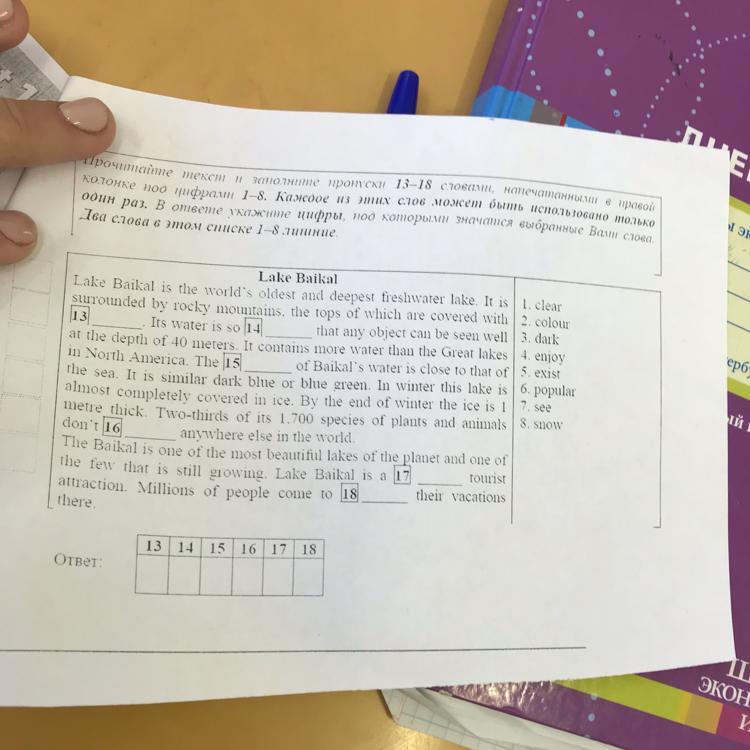 Прочитайте текст и заполните пропуски 13–18 словами, напечатанными в правой
колонке под цифрами 1–8. Каждое из этих слов может быть использовано только
один раз. В ответе укажите цифры, под которыми значатся выбранные Вами слова.
Два слова в этом списке 1–8 лишние.
Lake Baikal
Lake Baikal is the world's oldest and deepest freshwater lake. It is
surrounded by rocky mountains, the tops of which are covered with
13 ________. Its water is so 14 ________ that any object can be seen well
at the depth of 40 meters. It contains more water than the Great lakes
in North America. The 15 ________ of Baikal's water is close to that of
the sea. It is similar dark blue or blue green. In winter this lake is
almost completely covered in ice. By the end of winter the ice is 1
metre thick. Two-thirds of its 1,700 species of plants and animals
don't 16 ________ anywhere else in the world.
The Baikal is one of the most beautiful lakes of the planet and one of
the few that is still growing. Lake Baikal is a 17 ________ tourist
attraction. Millions of people come to 18 ________ their vacations
there.
1. clear
2. colour
3. dark
4. enjoy
5. exist
6. popular
7. see
8. snow
Ответ:
13 14 15 16 17 18
ДНЕ